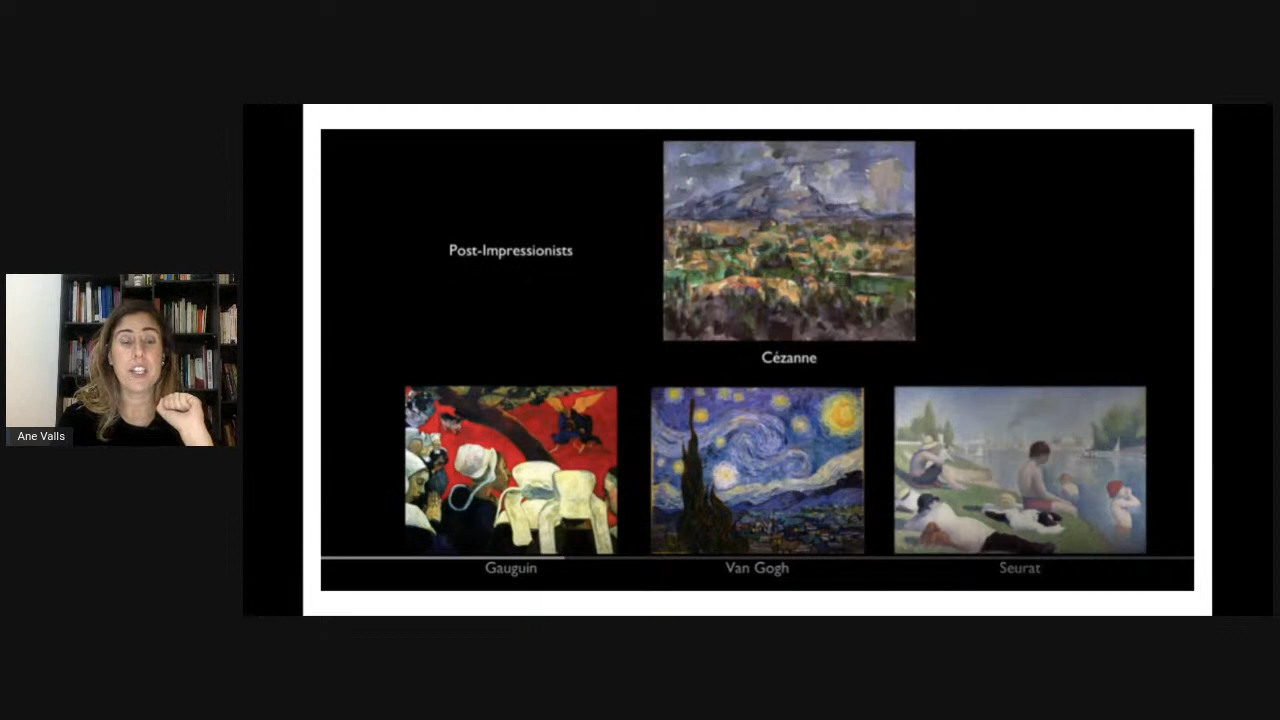 Post-Impressionists
Cézanne
Ane Valls
Gauguin
Van Gogh
Seurat